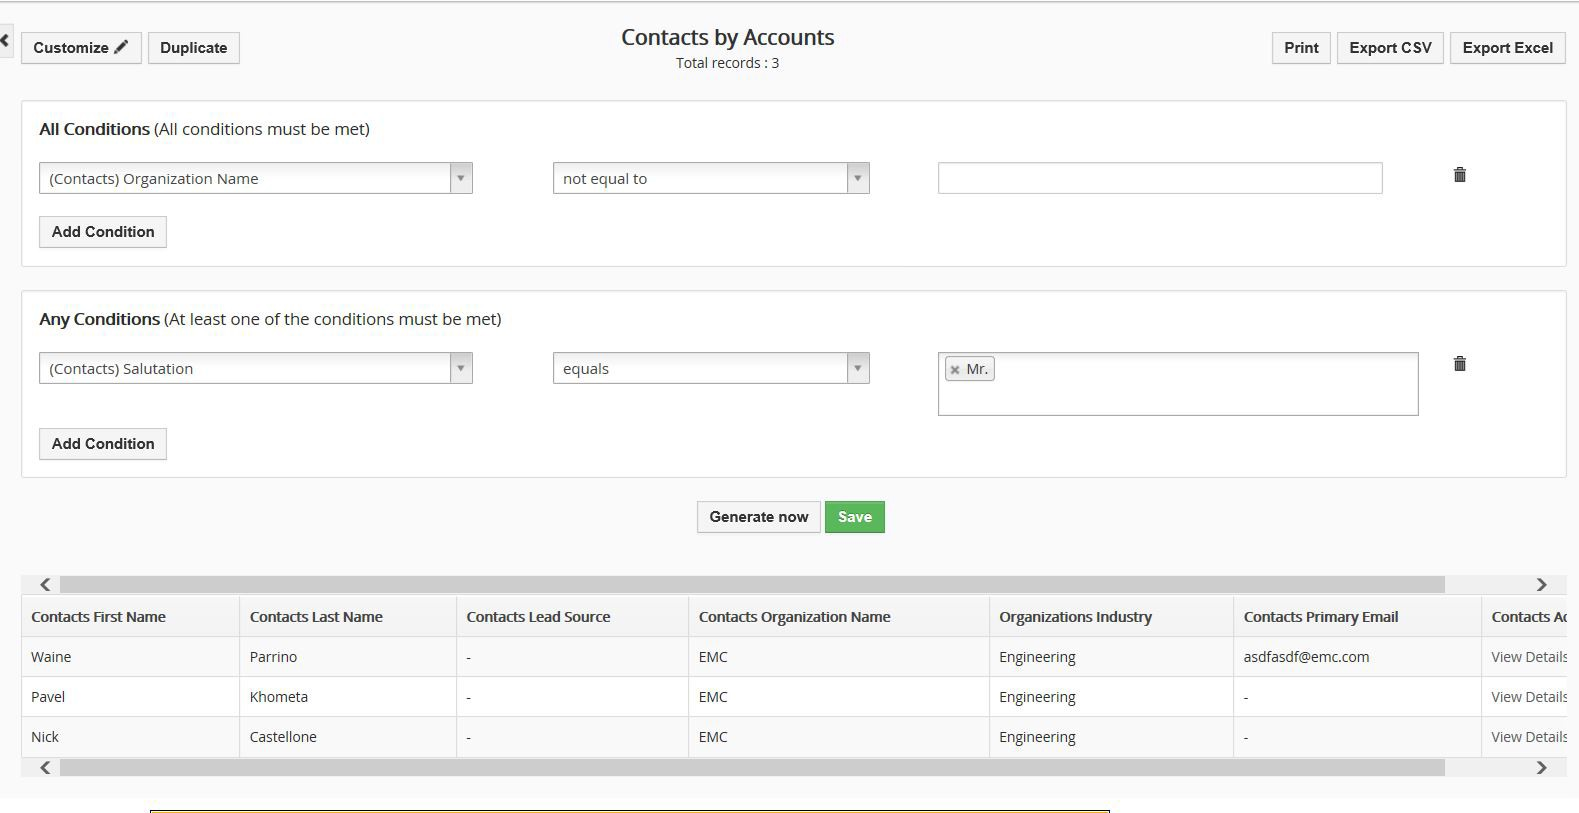 Customize
Duplicate
Contacts by Accounts
Total records : 3
Print
Export CSV
Export Excel
All Conditions (All conditions must be met)
(Contacts) Organization Name
not equal to
Add Condition
Any Conditions (At least one of the conditions must be met)
(Contacts) Salutation
equals
Mr.
Add Condition
Generate now
Save
Contacts First Name Contacts Last Name Contacts Lead Source Contacts Organization Name Organizations Industry Contacts Primary Email Contacts
Waine Parrino - EMC Engineering asdfasdf@emc.com View Details
Pavel Khometa - EMC Engineering - View Details
Nick Castellone - EMC Engineering - View Details